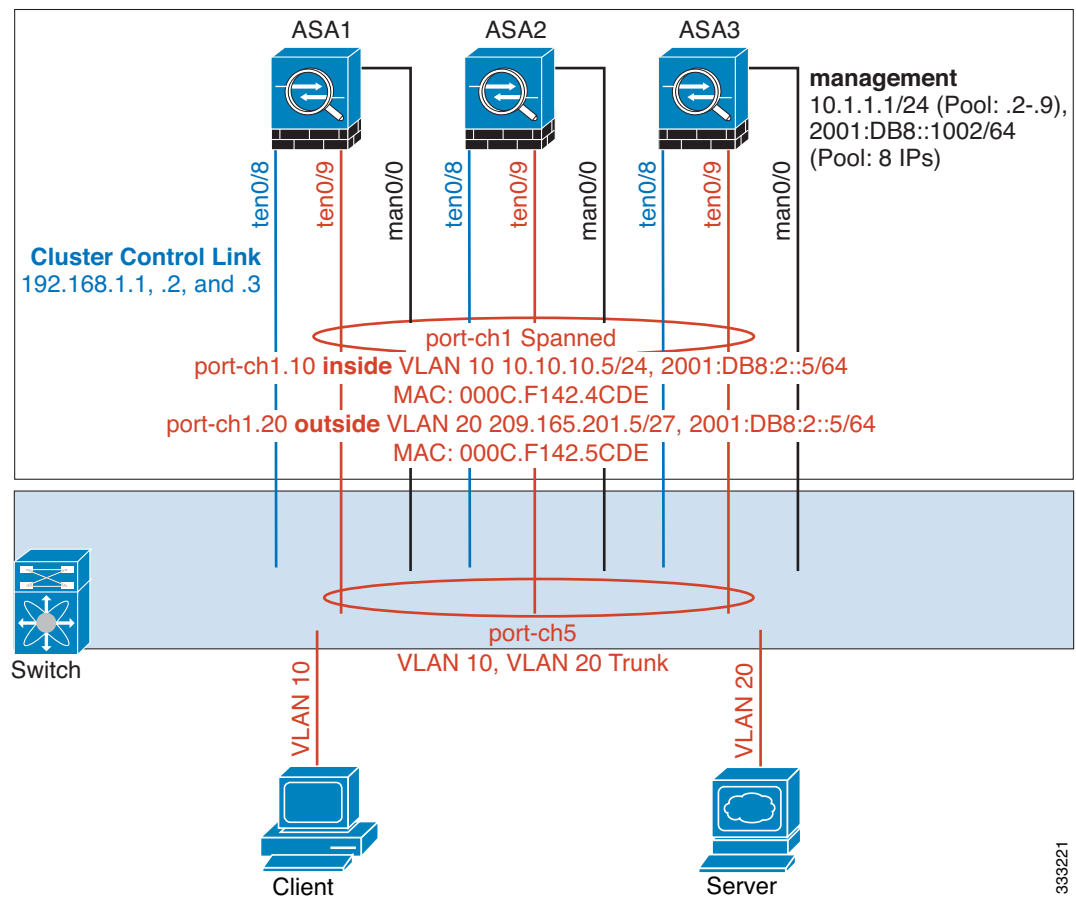 ASA1
ASA2
ASA3
management
10.1.1.1/24 (Pool: .2-.9),
2001:DB8::1002/64
(Pool: 8 IPs)
ten0/8
ten0/9
man0/0
ten0/8
ten0/9
man0/0
ten0/8
ten0/9
man0/0
Cluster Control Link
192.168.1.1, .2, and .3
port-ch1 Spanned
port-ch1.10 inside VLAN 10 10.10.10.5/24, 2001:DB8:2::5/64
MAC: 000C.F142.4CDE
port-ch1.20 outside VLAN 20 209.165.201.5/27, 2001:DB8:2::5/64
MAC: 000C.F142.5CDE
Switch
port-ch5
VLAN 10, VLAN 20 Trunk
VLAN 10
VLAN 20
Client
Server
333221